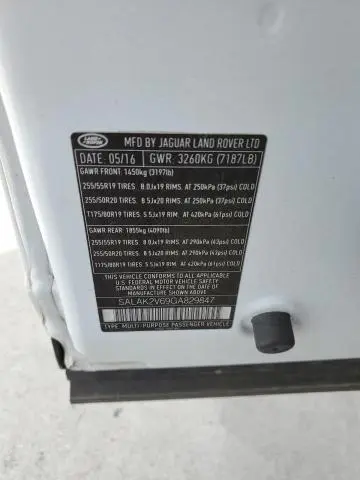 LAND ROVER
MFD BY JAGUAR LAND ROVER LTD
DATE: 05/16 GWR: 3260KG (7187LB)
GAWR FRONT: 1450kg (3197lb)
255/55R19 TIRES. 8.0Jx19 RIMS. AT 250kPa (37psi) COLD
255/50R20 TIRES. 8.5Jx20 RIMS. AT 250kPa (37psi) COLD
T175/80R19 TIRES. 5.5Jx19 RIM. AT 420kPa (61psi) COLD
GAWR REAR: 1855kg (4090lb)
255/55R19 TIRES. 8.0Jx19 RIMS. AT 290kPa (43psi) COLD
255/50R20 TIRES. 8.5Jx20 RIMS. AT 290kPa (43psi) COLD
T175/80R19 TIRES. 5.5Jx19 RIM. AT 420kPa (61psi) COLD
THIS VEHICLE CONFORMS TO ALL APPLICABLE
U.S. FEDERAL MOTOR VEHICLE SAFETY STANDARDS
IN EFFECT ON THE DATE OF
MANUFACTURE SHOWN ABOVE
SALAK2V69GA829847
TYPE: MULTI-PURPOSE PASSENGER VEHICLE